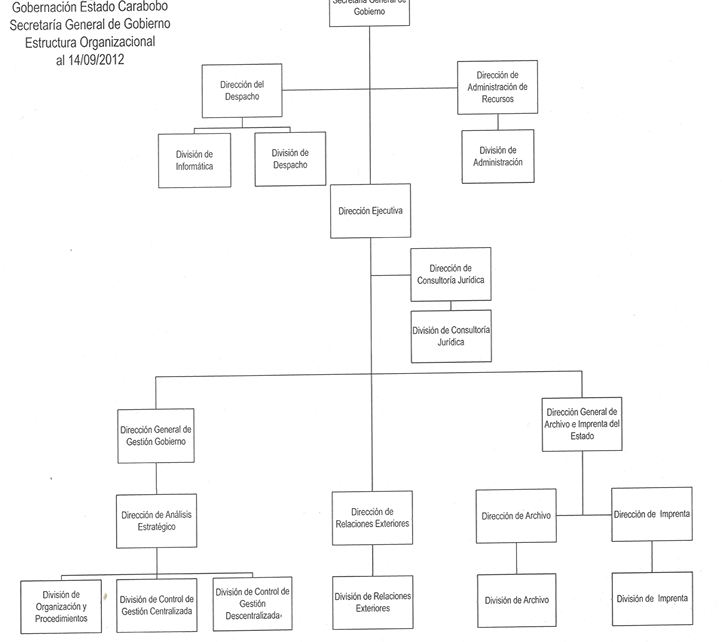 Gobernación Estado Carabobo
Secretaría General de Gobierno
Estructura Organizacional
al 14/09/2012
Secretaría General de
Gobierno
Dirección del
Despacho
Dirección de
Administración de
Recursos
División de
Informática
División de
Despacho
División de
Administración
Dirección Ejecutiva
Dirección de
Consultoría Jurídica
División de Consultoría
Jurídica
Dirección General de
Gestión Gobierno
Dirección General de
Archivo e Imprenta del
Estado
Dirección de Análisis
Estratégico
Dirección de
Relaciones Exteriores
Dirección de Archivo
Dirección de Imprenta
División de
Organización y
Procedimientos
División de Control de
Gestión Centralizada
División de Control de
Gestión
Descentralizada
División de Relaciones
Exteriores
División de Archivo
División de Imprenta